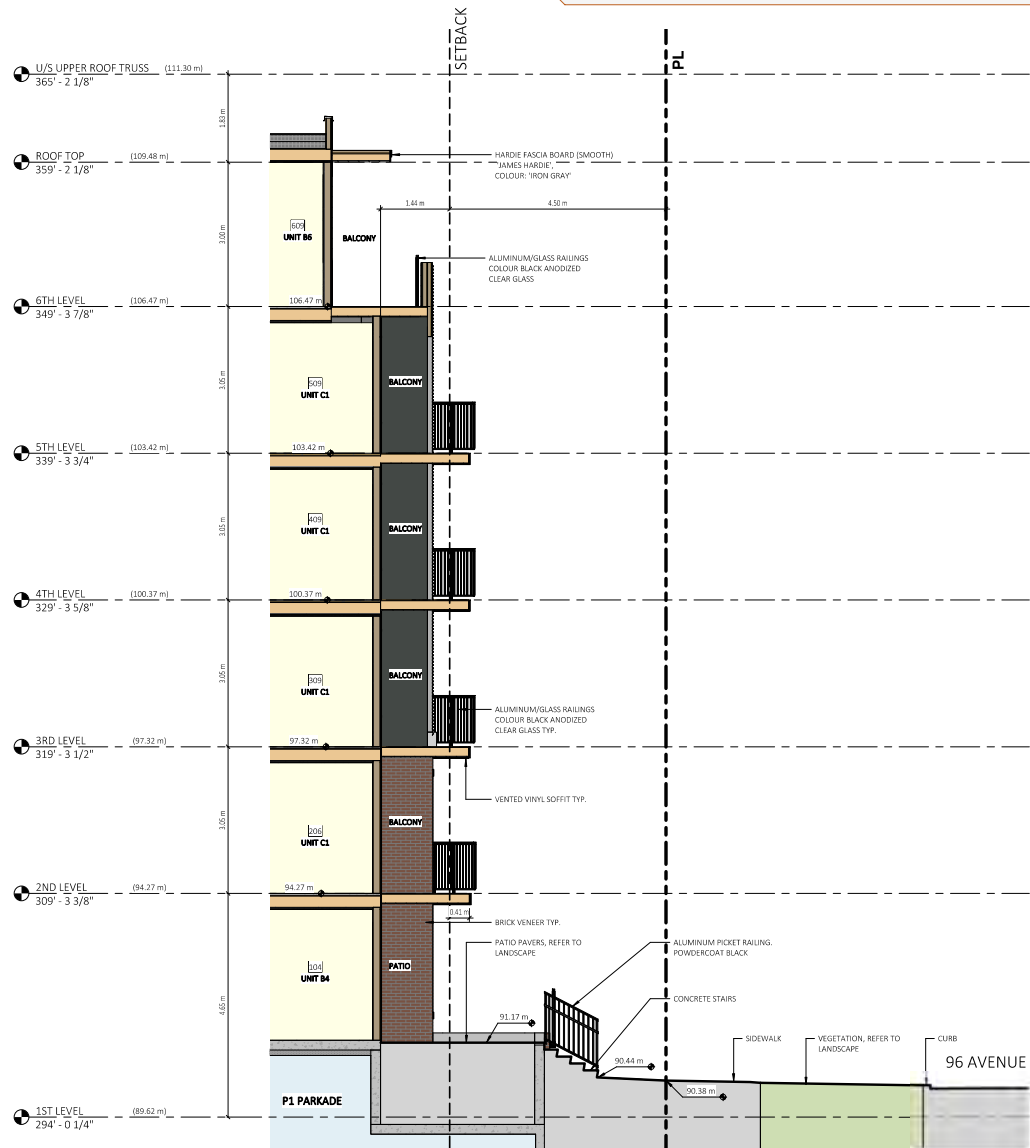 SETBACK
PL
U/S UPPER ROOF TRUSS (111.30 m)
365' - 2 1/8"
1.83 m
ROOF TOP (109.48 m)
359' - 2 1/8"
HARDIE FASCIA BOARD (SMOOTH)
'JAMES HARDIE',
COLOUR: 'IRON GRAY'
1.44 m
4.50 m
3.00 m
609
UNIT B6
BALCONY
ALUMINUM/GLASS RAILINGS
COLOUR BLACK ANODIZED
CLEAR GLASS
6TH LEVEL (106.47 m)
349' - 3 7/8"
106.47 m
3.05 m
509
UNIT C1
BALCONY
5TH LEVEL (103.42 m)
339' - 3 3/4"
103.42 m
3.05 m
409
UNIT C1
BALCONY
4TH LEVEL (100.37 m)
329' - 3 5/8"
100.37 m
3.05 m
309
UNIT C1
BALCONY
ALUMINUM/GLASS RAILINGS
COLOUR BLACK ANODIZED
CLEAR GLASS TYP.
3RD LEVEL (97.32 m)
319' - 3 1/2"
97.32 m
VENTED VINYL SOFFIT TYP.
3.05 m
206
UNIT C1
BALCONY
2ND LEVEL (94.27 m)
309' - 3 3/8"
94.27 m
0.41 m
BRICK VENEER TYP.
PATIO PAVERS, REFER TO
LANDSCAPE
ALUMINUM PICKET RAILING.
POWDERCOAT BLACK
4.65 m
104
UNIT B4
PATIO
CONCRETE STAIRS
91.17 m
SIDEWALK
VEGETATION, REFER TO
LANDSCAPE
CURB
96 AVENUE
90.44 m
90.38 m
P1 PARKADE
1ST LEVEL (89.62 m)
294' - 0 1/4"